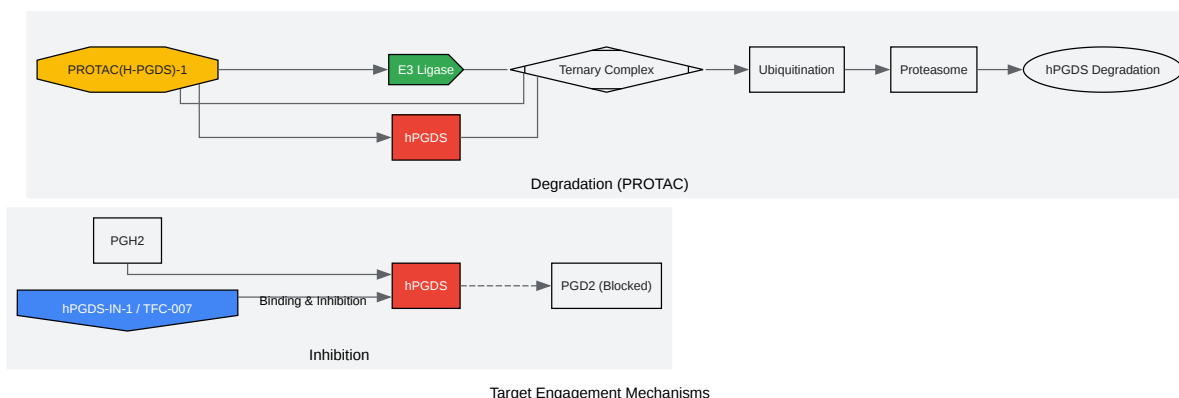 PROTAC(H-PGDS)-1
E3 Ligase
Ternary Complex
Ubiquitination
Proteasome
hPGDS Degradation
hPGDS
Degradation (PROTAC)
PGH2
hPGDS
PGD2 (Blocked)
Binding & Inhibition
hPGDS-IN-1 / TFC-007
Inhibition
Target Engagement Mechanisms